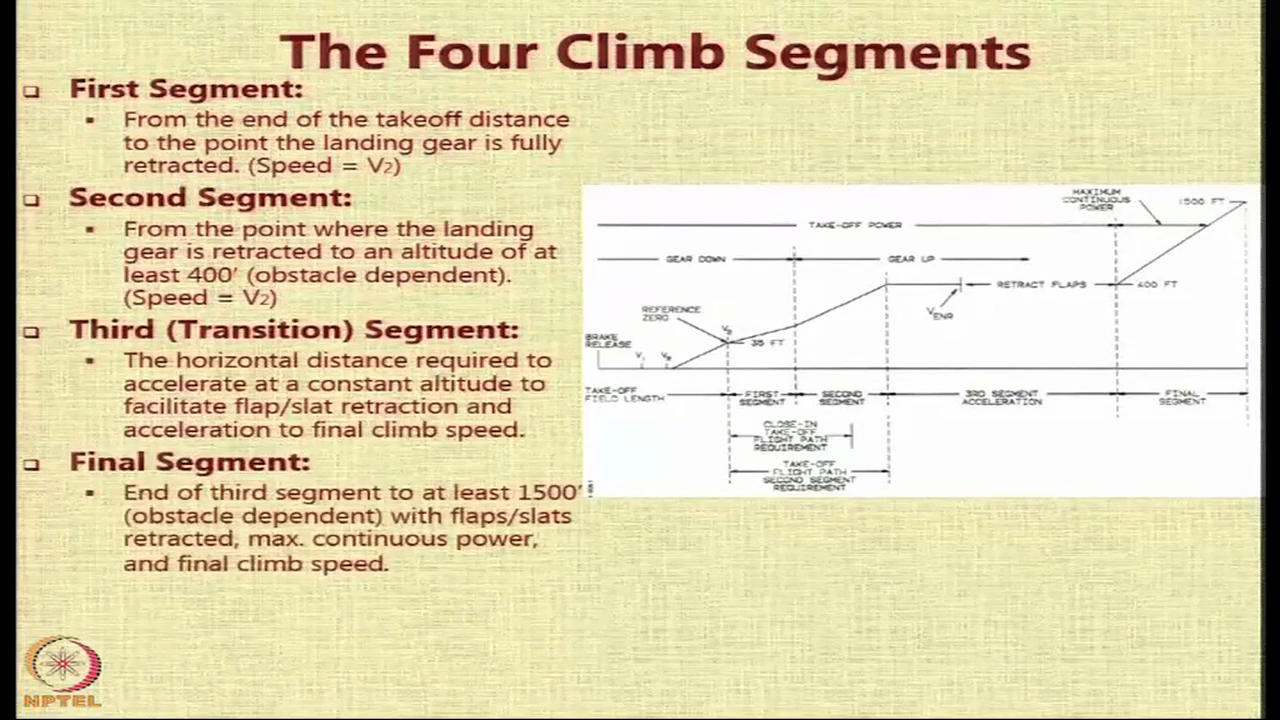 The Four Climb Segments
First Segment:
From the end of the takeoff distance
to the point the landing gear is fully
retracted. (Speed = V2)
Second Segment:
From the point where the landing
gear is retracted to an altitude of at
least 400' (obstacle dependent).
(Speed = V2)
Third (Transition) Segment:
The horizontal distance required to
accelerate at a constant altitude to
facilitate flap/slat retraction and
acceleration to final climb speed.
Final Segment:
End of third segment to at least 1500'
(obstacle dependent) with flaps/slats
retracted, max. continuous power,
and final climb speed.
MAXIMUM
CONTINUOUS
POWER
1500 FT
TAKE-OFF POWER
GEAR DOWN
GEAR UP
RETRACT FLAPS
400 FT
VENR
REFERENCE
ZERO
BRAKE
RELEASE
35 FT
TAKE-OFF
FIELD LENGTH
FIRST
SEGMENT
SECOND
SEGMENT
3RD SEGMENT
ACCELERATION
FINAL
SEGMENT
CLOSE-IN
TAKE-OFF
FLIGHT PATH
REQUIREMENT
TAKE-OFF
FLIGHT PATH
SECOND SEGMENT
REQUIREMENT
NPTEL